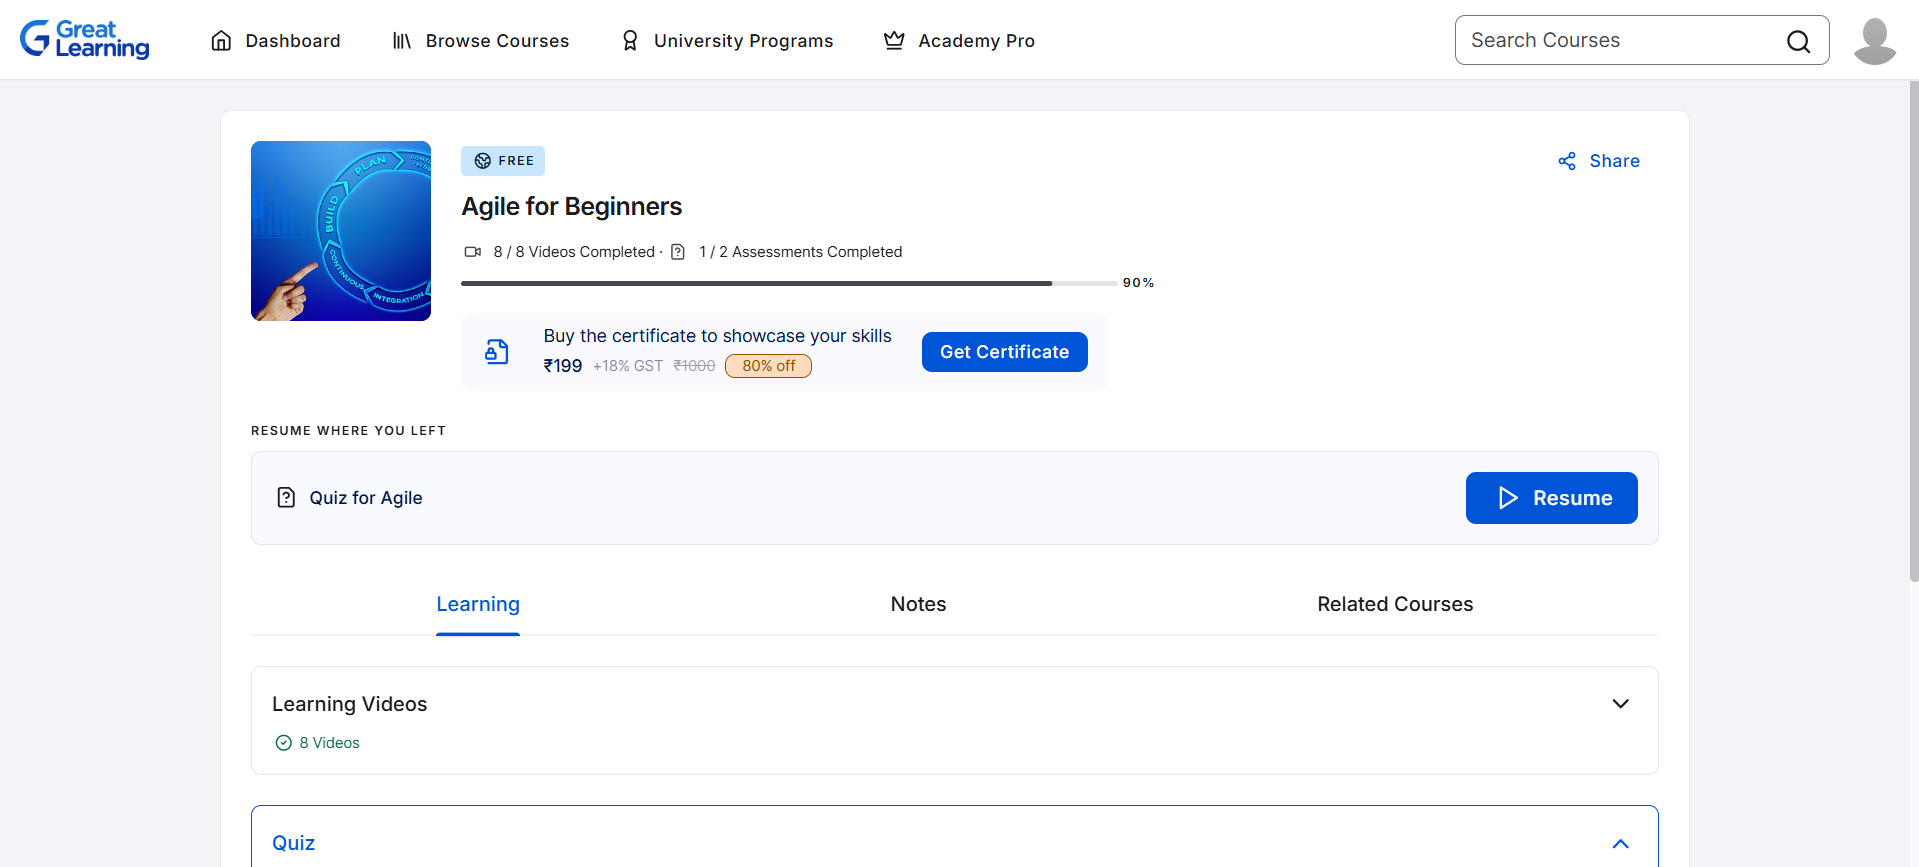 Great Learning
Dashboard
Browse Courses
University Programs
Academy Pro
Search Courses
PLAN
BUILD
CONTINUOUS
INTEGRATION
FREE
Share
Agile for Beginners
8 / 8 Videos Completed · 1 / 2 Assessments Completed
90%
Buy the certificate to showcase your skills
₹199 +18% GST ₹1000 80% off
Get Certificate
RESUME WHERE YOU LEFT
Quiz for Agile
Resume
Learning
Notes
Related Courses
Learning Videos
8 Videos
Quiz